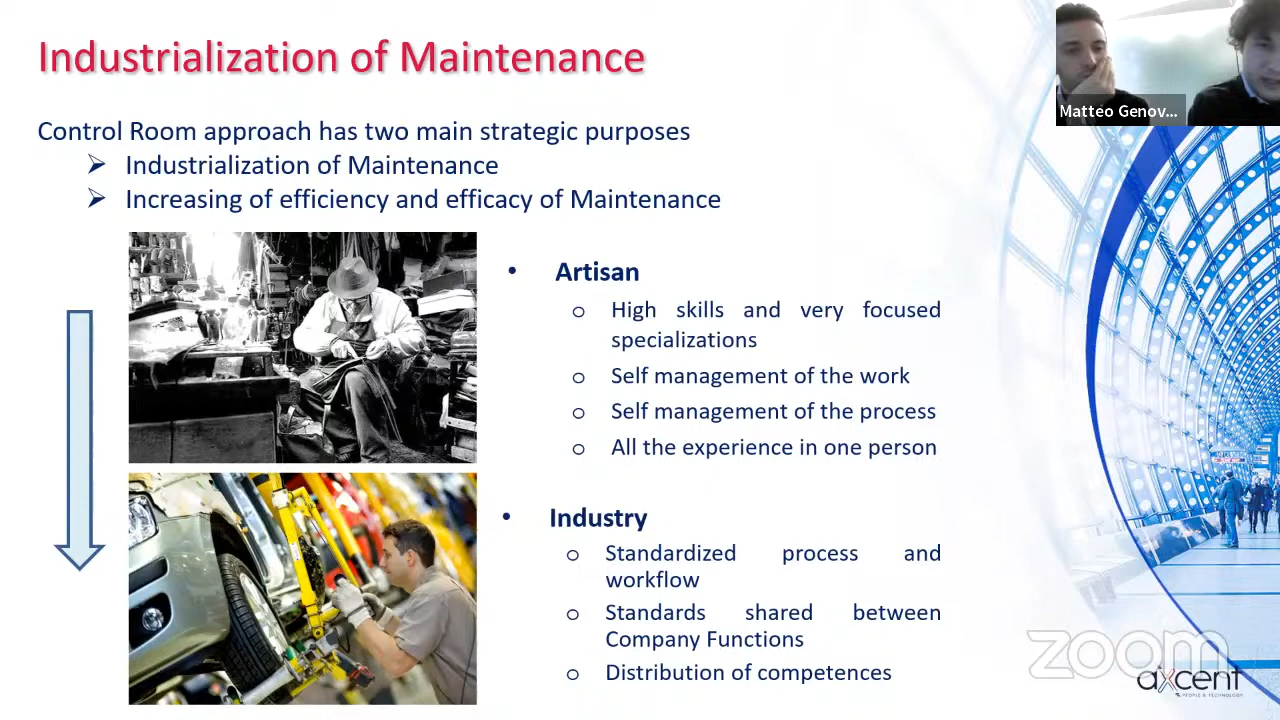 Industrialization of Maintenance
Matteo Genov...
Control Room approach has two main strategic purposes
Industrialization of Maintenance
Increasing of efficiency and efficacy of Maintenance
• Artisan
o High skills and very focused
specializations
o Self management of the work
o Self management of the process
o All the experience in one person
• Industry
o Standardized process and
workflow
o Standards shared between
Company Functions
o Distribution of competences
zoom
axcent
PEOPLE & TECHNOLOGY